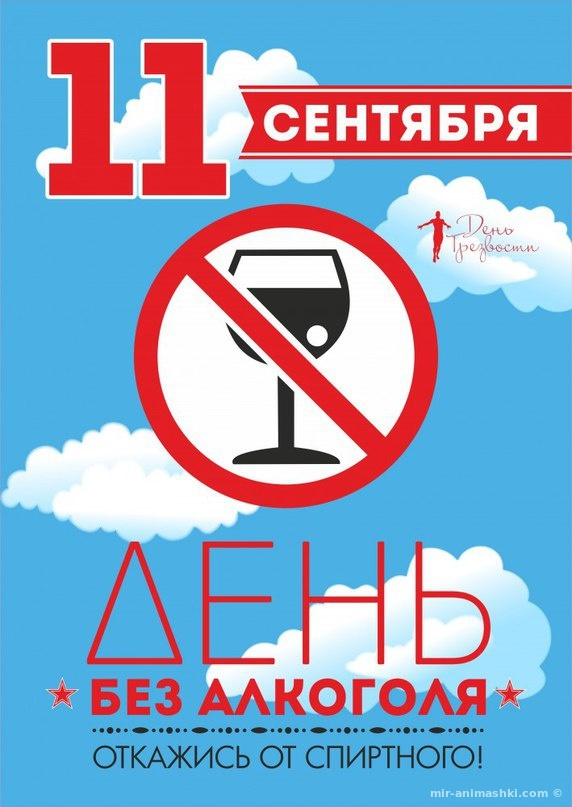 11
СЕНТЯБРЯ
День
Трезвости
ДЕНЬ
БЕЗ АЛКОГОЛЯ
ОТКАЖИСЬ ОТ СПИРТНОГО!
mir-animashki.com ©